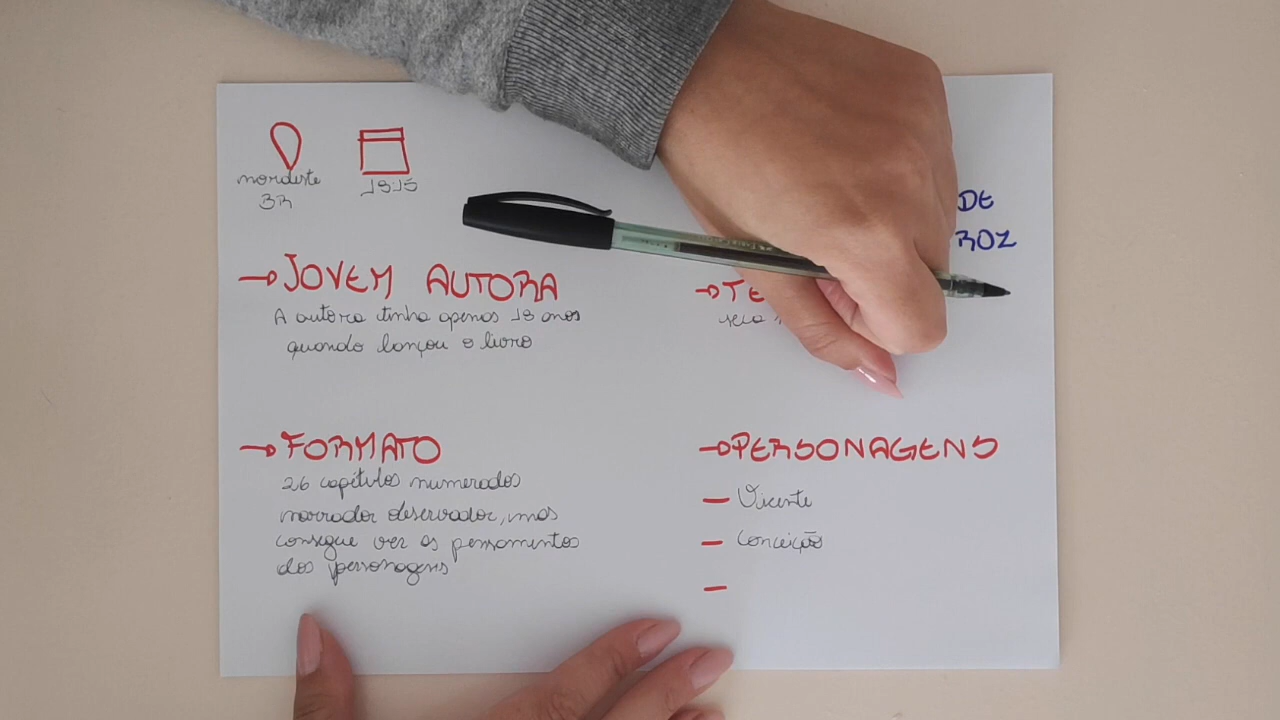 nordeste
BR
1915
DE
ROZ
→JOVEM AUTORA
A autora tinha apenas 19 anos
quando lançou o livro
→TE
seca
→FORMATO
26 capítulos numerados
narrador observador, mas
consegue ver os pensamentos
dos personagens
→PERSONAGENS
— Vicente
— Conceição
—